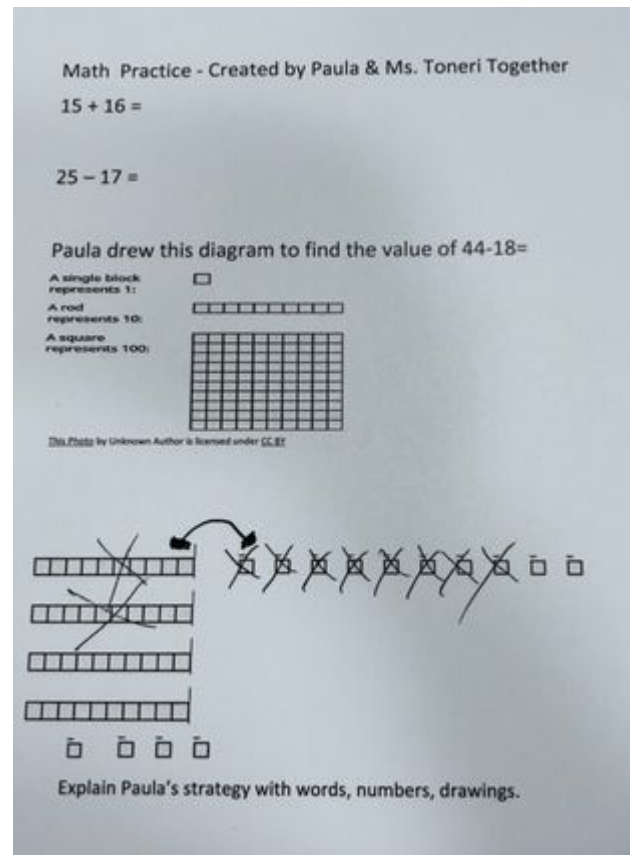 Math Practice - Created by Paula & Ms. Toneri Together
15 + 16 =
25 – 17 =
Paula drew this diagram to find the value of 44-18=
A single block
represents 1:
A rod
represents 10:
A square
represents 100:
This Photo by Unknown Author is licensed under CC BY
Explain Paula's strategy with words, numbers, drawings.